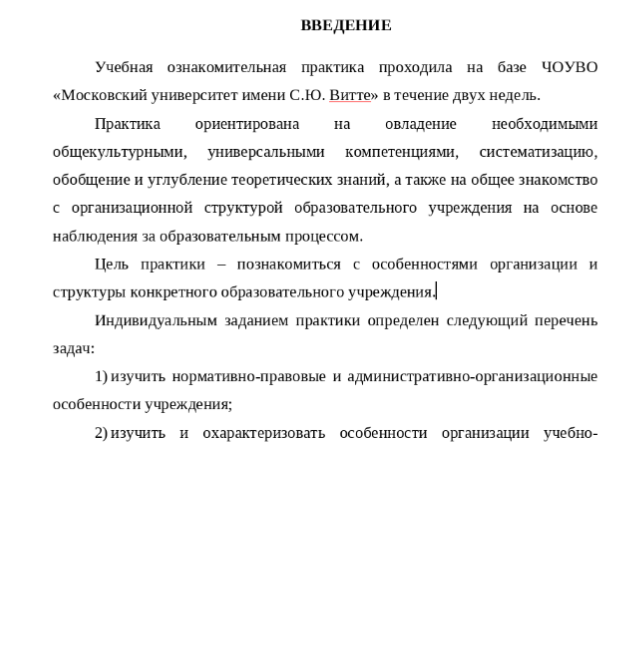 ВВЕДЕНИЕ
Учебная ознакомительная практика проходила на базе ЧОУВО
«Московский университет имени С.Ю. Витте» в течение двух недель.
Практика ориентирована на овладение необходимыми
общекультурными, универсальными компетенциями, систематизацию,
обобщение и углубление теоретических знаний, а также на общее знакомство
с организационной структурой образовательного учреждения на основе
наблюдения за образовательным процессом.
Цель практики – познакомиться с особенностями организации и
структуры конкретного образовательного учреждения.
Индивидуальным заданием практики определен следующий перечень
задач:
1) изучить нормативно-правовые и административно-организационные
особенности учреждения;
2) изучить и охарактеризовать особенности организации учебно-